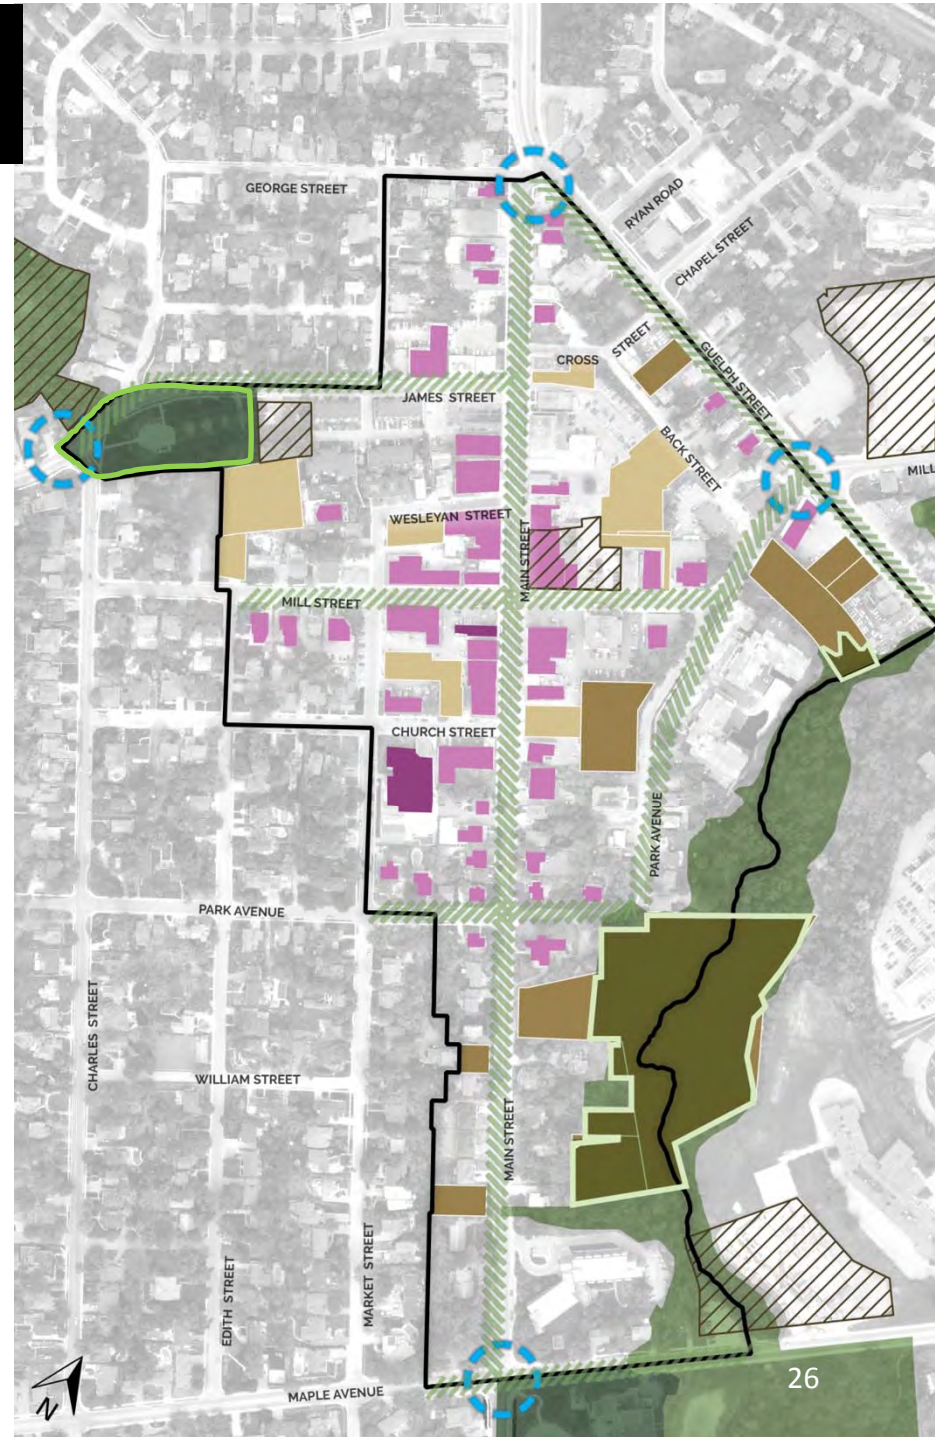 GEORGE STREET
RYAN ROAD
CHAPEL STREET
GUELPH STREET
CROSS STREET
JAMES STREET
BACK STREET
MILL
WESLEYAN STREET
MAIN STREET
MILL STREET
CHURCH STREET
PARK AVENUE
PARK AVENUE
CHARLES STREET
WILLIAM STREET
MAIN STREET
EDITH STREET
MARKET STREET
MAPLE AVENUE
N
26